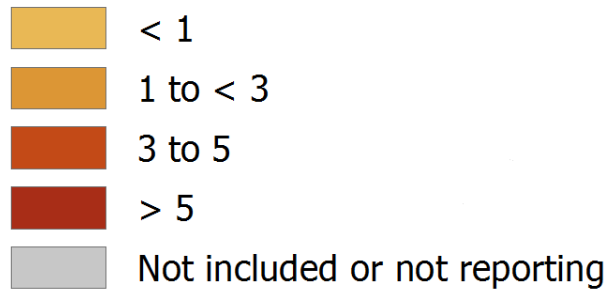 < 1
1 to < 3
3 to 5
> 5
Not included or not reporting